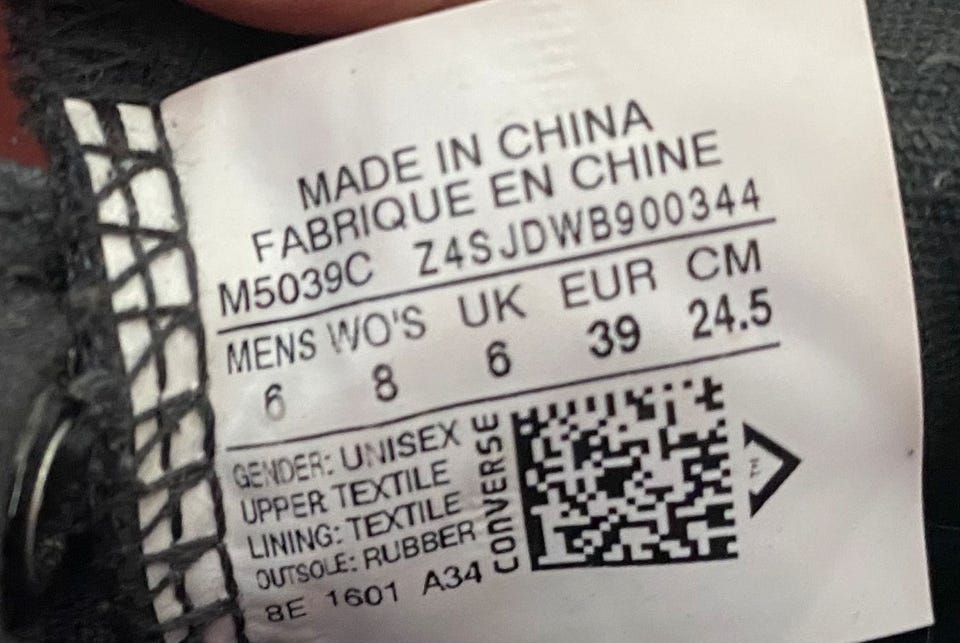 MADE IN CHINA
FABRIQUE EN CHINE
M5039C Z4SJDWB900344
MENS WO'S UK EUR CM
6 8 6 39 24.5
GENDER: UNISEX
UPPER TEXTILE
LINING: TEXTILE
OUTSOLE: RUBBER
8E 1601 A34
CONVERSE
TM